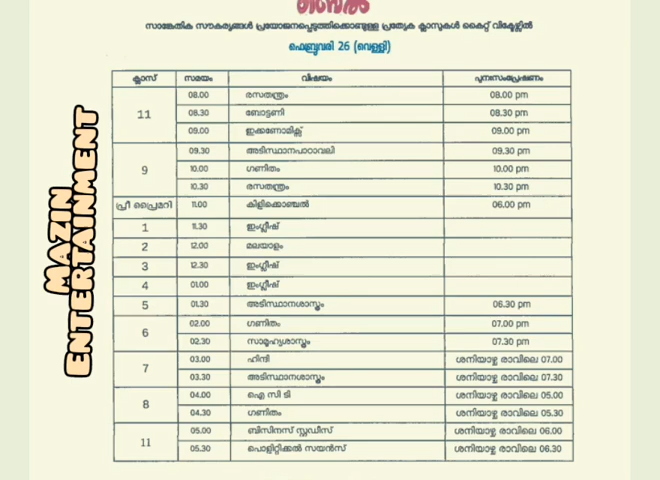 സാങ്കേതിക സൗകര്യങ്ങൾ പ്രയോജനപ്പെടുത്തിക്കൊണ്ടുള്ള പ്രത്യേക ക്ലാസുകൾ കൈറ്റ് വിക്ടേഴ്സിൽ
ഫെബ്രുവരി 26 (വെള്ളി)
ക്ലാസ് സമയം വിഷയം പുനഃസംപ്രേഷണം
11 08.00 രസതന്ത്രം 08.00 pm
08.30 ബോട്ടണി 08.30 pm
09.00 ഇക്കണോമിക്സ് 09.00 pm
9 09.30 അടിസ്ഥാനപാഠാവലി 09.30 pm
10.00 ഗണിതം 10.00 pm
10.30 രസതന്ത്രം 10.30 pm
പ്രീ പ്രൈമറി 11.00 കിളിക്കൊഞ്ചൽ 06.00 pm
1 11.30 ഇംഗ്ലീഷ്
2 12.00 മലയാളം
3 12.30 ഇംഗ്ലീഷ്
4 01.00 ഇംഗ്ലീഷ്
5 01.30 അടിസ്ഥാനശാസ്ത്രം 06.30 pm
6 02.00 ഗണിതം 07.00 pm
02.30 സാമൂഹ്യശാസ്ത്രം 07.30 pm
7 03.00 ഹിന്ദി ശനിയാഴ്ച രാവിലെ 07.00
03.30 അടിസ്ഥാനശാസ്ത്രം ശനിയാഴ്ച രാവിലെ 07.30
8 04.00 ഐ സി ടി ശനിയാഴ്ച രാവിലെ 05.00
04.30 ഗണിതം ശനിയാഴ്ച രാവിലെ 05.30
11 05.00 ബിസിനസ് സ്റ്റഡീസ് ശനിയാഴ്ച രാവിലെ 06.00
05.30 പൊളിറ്റിക്കൽ സയൻസ് ശനിയാഴ്ച രാവിലെ 06.30
MAZIN
ENTERTAINMENT